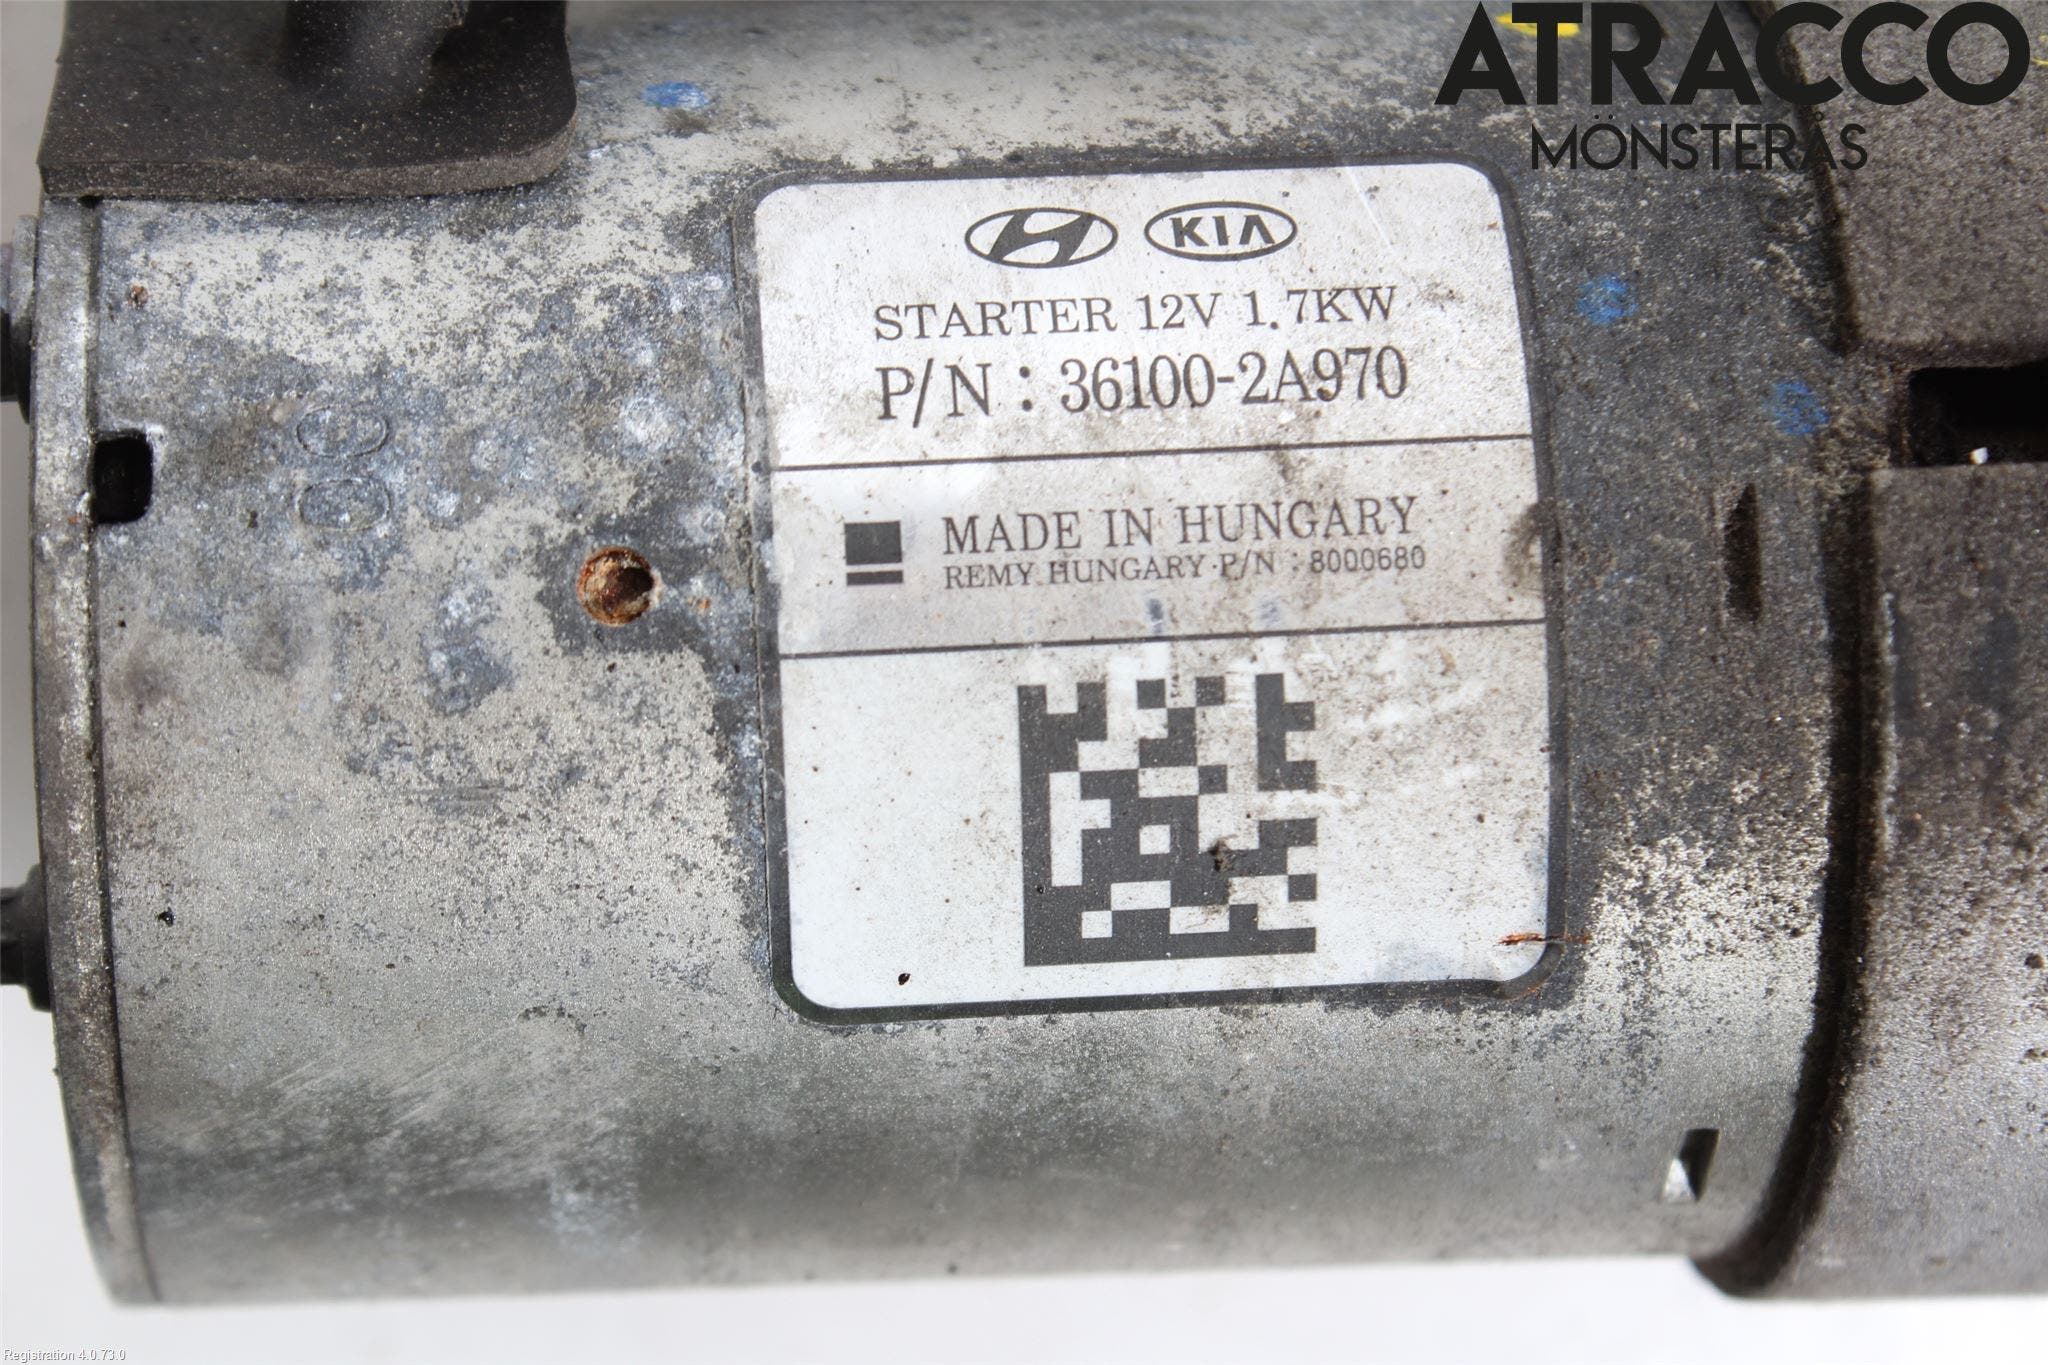 ATRACCO
MÖNSTERÅS
KIA
STARTER 12V 1.7KW
P/N : 36100-2A970
MADE IN HUNGARY
REMY HUNGARY P/N : 8000680
Registration 4.0.73.0